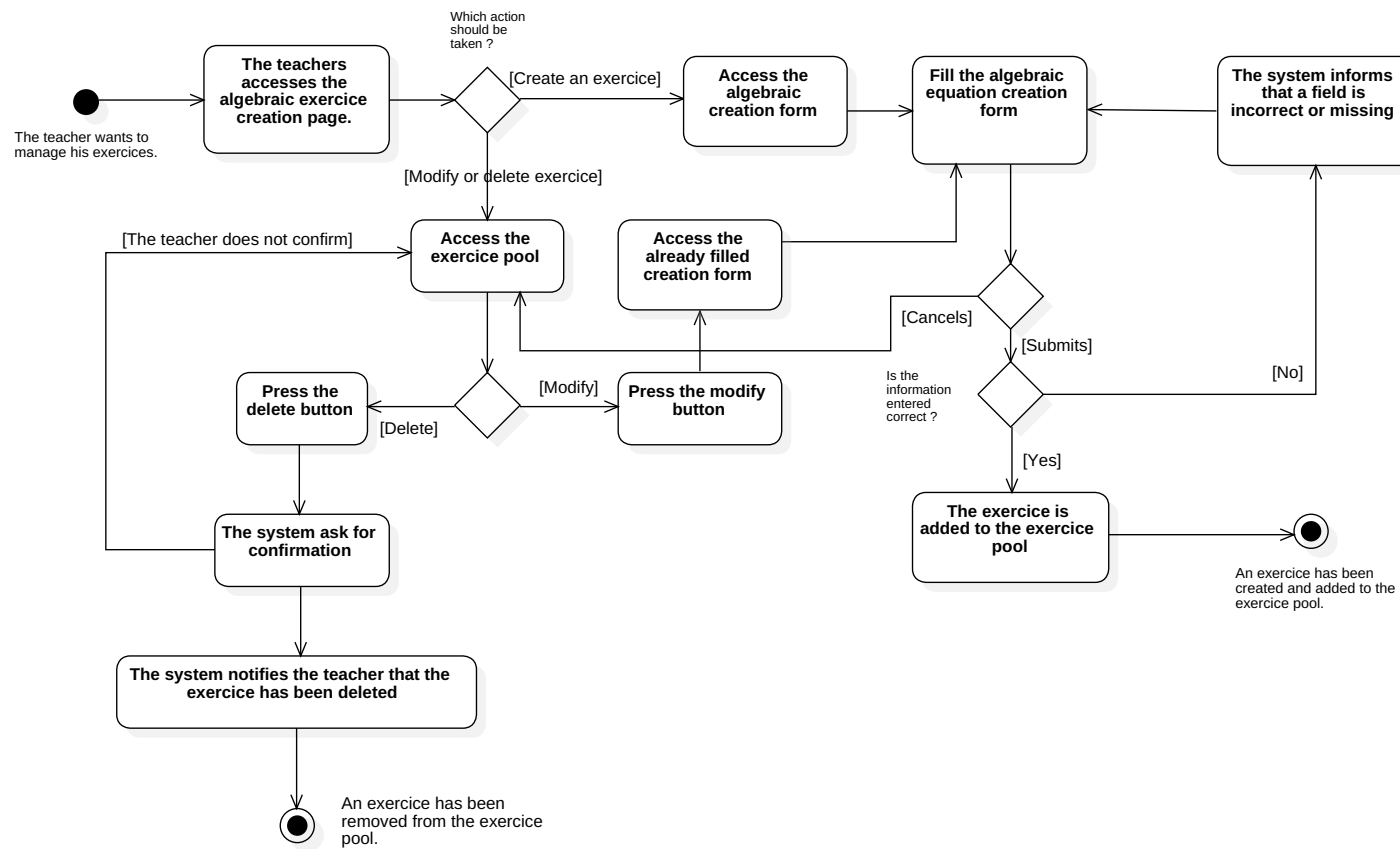 Which action
should be
taken ?
The teachers
accesses the
algebraic exercice
creation page.
[Create an exercice]
Access the
algebraic
creation form
Fill the algebraic
equation creation
form
The system informs
that a field is
incorrect or missing
The teacher wants to
manage his exercices.
[Modify or delete exercice]
[The teacher does not confirm]
Access the
exercice pool
Access the
already filled
creation form
[Cancels]
[Submits]
Is the
information
entered
correct ?
[No]
Press the
delete button
[Delete]
[Modify]
Press the modify
button
[Yes]
The system ask for
confirmation
The exercice is
added to the exercice
pool
An exercice has been
created and added to the
exercice pool.
The system notifies the teacher that the
exercice has been deleted
An exercice has been
removed from the exercice
pool.